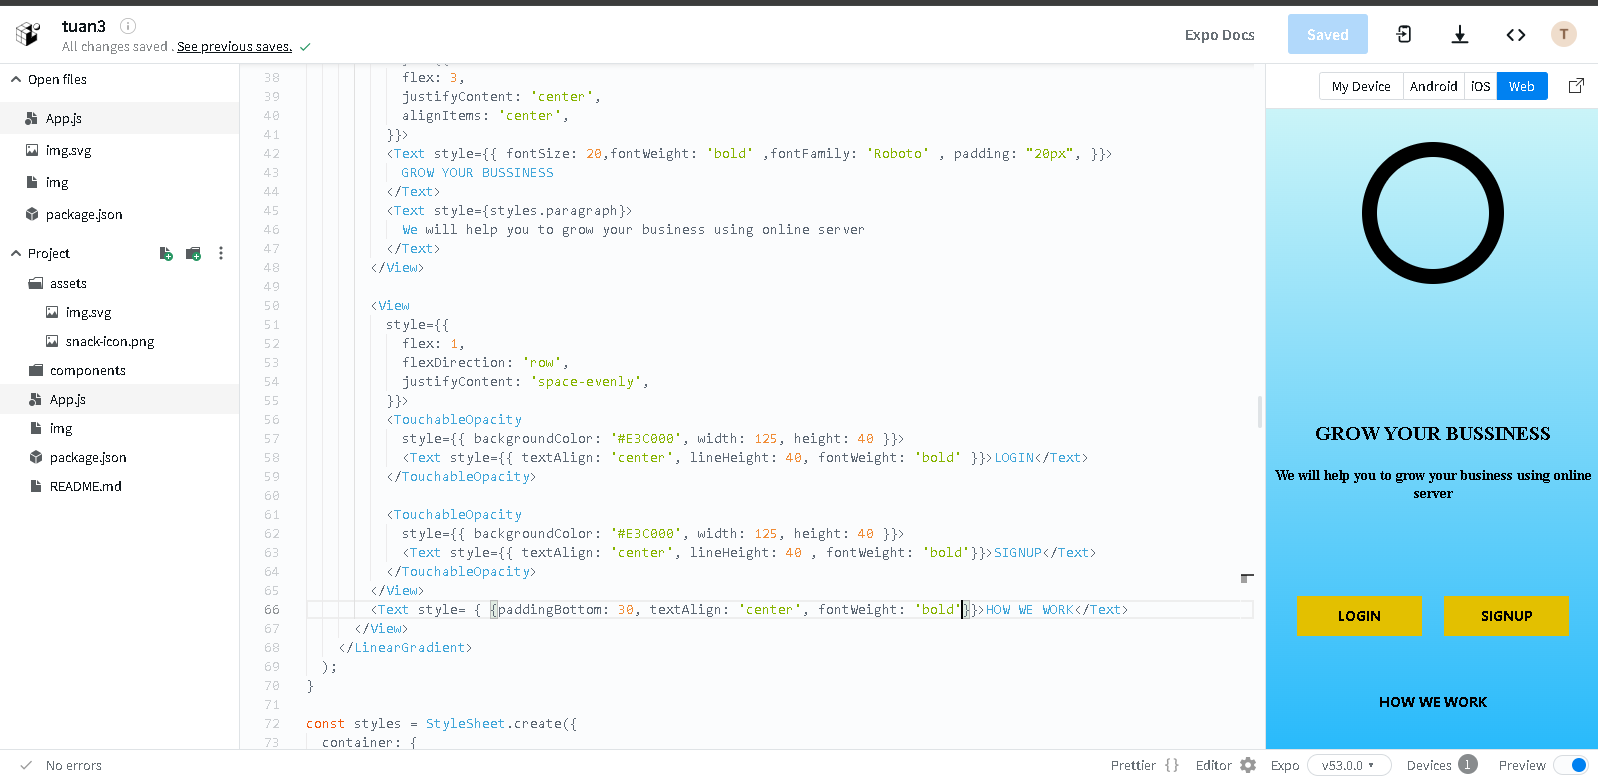 tuan3
All changes saved . See previous saves.
Expo Docs
Saved
T
Open files
App.js
img.svg
img
package.json
Project
assets
img.svg
snack-icon.png
components
App.js
img
package.json
README.md
38 flex: 3,
39 justifyContent: 'center',
40 alignItems: 'center',
41 }}>
42 <Text style={{ fontSize: 20,fontWeight: 'bold' ,fontFamily: 'Roboto' , padding: "20px", }}>
43 GROW YOUR BUSSINESS
44 </Text>
45 <Text style={styles.paragraph}>
46 We will help you to grow your business using online server
47 </Text>
48 </View>
49
50 <View
51 style={{
52 flex: 1,
53 flexDirection: 'row',
54 justifyContent: 'space-evenly',
55 }}>
56 <TouchableOpacity
57 style={{ backgroundColor: '#E3C000', width: 125, height: 40 }}>
58 <Text style={{ textAlign: 'center', lineHeight: 40, fontWeight: 'bold' }}>LOGIN</Text>
59 </TouchableOpacity>
60
61 <TouchableOpacity
62 style={{ backgroundColor: '#E3C000', width: 125, height: 40 }}>
63 <Text style={{ textAlign: 'center', lineHeight: 40 , fontWeight: 'bold'}}>SIGNUP</Text>
64 </TouchableOpacity>
65 </View>
66 <Text style= { {paddingBottom: 30, textAlign: 'center', fontWeight: 'bold'}}>HOW WE WORK</Text>
67 </View>
68 </LinearGradient>
69 );
70 }
71
72 const styles = StyleSheet.create({
73 container: {
My Device Android iOS Web
GROW YOUR BUSSINESS
We will help you to grow your business using online
server
LOGIN SIGNUP
HOW WE WORK
No errors
Prettier {} Editor Expo v53.0.0 Devices 1 Preview